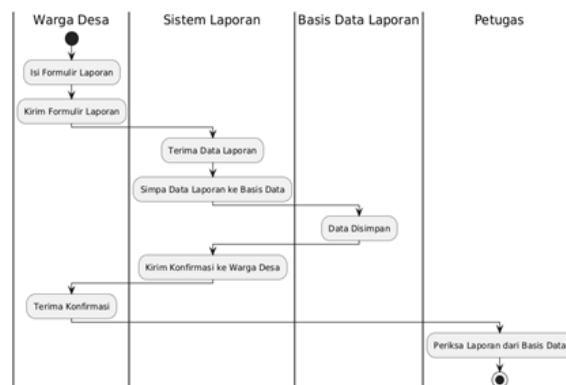 Warga Desa
Sistem Laporan
Basis Data Laporan
Petugas
Isi Formulir Laporan
Kirim Formulir Laporan
Terima Data Laporan
Simpa Data Laporan ke Basis Data
Data Disimpan
Kirim Konfirmasi ke Warga Desa
Terima Konfirmasi
Periksa Laporan dari Basis Data